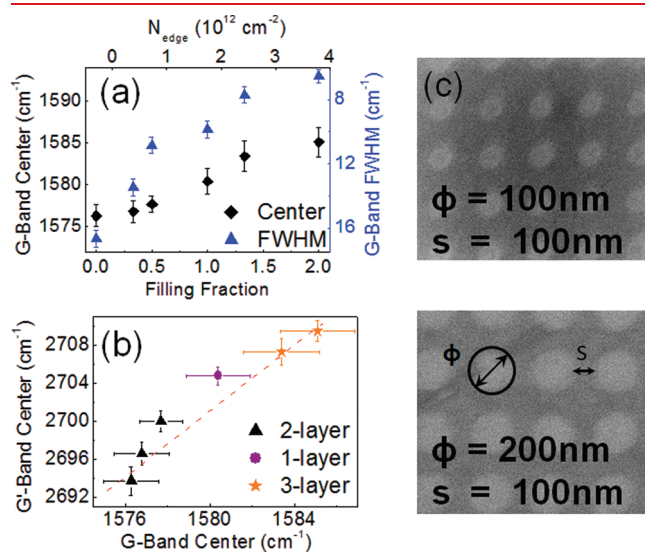 N_edge (10^12 cm^-2)
0 1 2 3 4
(a)
G-Band Center (cm^-1)
1590
1585
1580
1575
G-Band FWHM (cm^-1)
8
12
16
Center
FWHM
0.0 0.5 1.0 1.5 2.0
Filling Fraction
(b)
G'-Band Center (cm^-1)
2708
2704
2700
2696
2692
2-layer
1-layer
3-layer
1576 1580 1584
G-Band Center (cm^-1)
(c)
ϕ = 100nm
s = 100nm
ϕ
s
ϕ = 200nm
s = 100nm